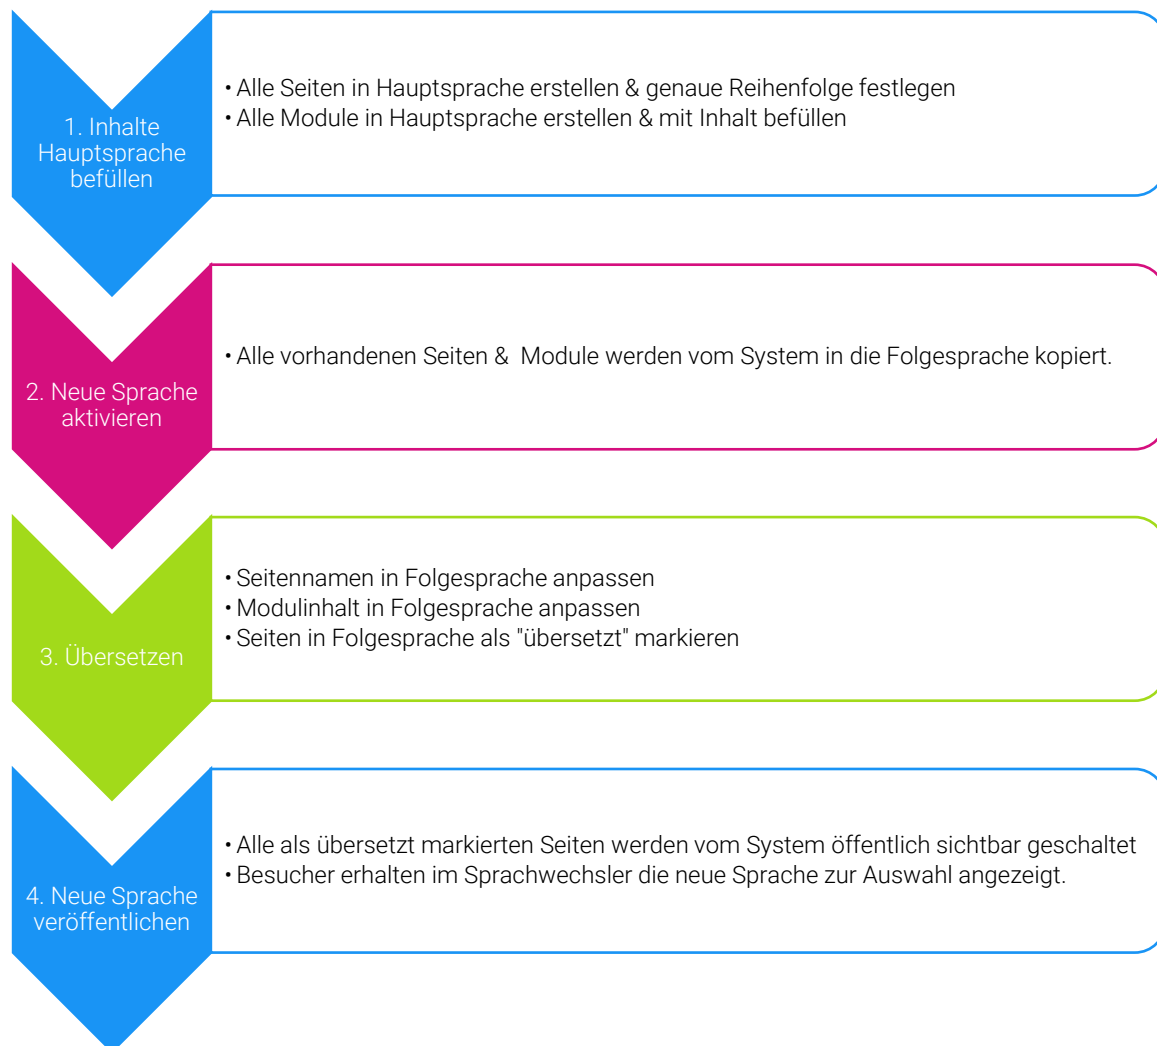 1. Inhalte
Hauptsprache
befüllen
• Alle Seiten in Hauptsprache erstellen & genaue Reihenfolge festlegen
• Alle Module in Hauptsprache erstellen & mit Inhalt befüllen
2. Neue Sprache
aktivieren
• Alle vorhandenen Seiten &  Module werden vom System in die Folgesprache kopiert.
3. Übersetzen
• Seitennamen in Folgesprache anpassen
• Modulinhalt in Folgesprache anpassen
• Seiten in Folgesprache als "übersetzt" markieren
4. Neue Sprache
veröffentlichen
• Alle als übersetzt markierten Seiten werden vom System öffentlich sichtbar geschaltet
• Besucher erhalten im Sprachwechsler die neue Sprache zur Auswahl angezeigt.